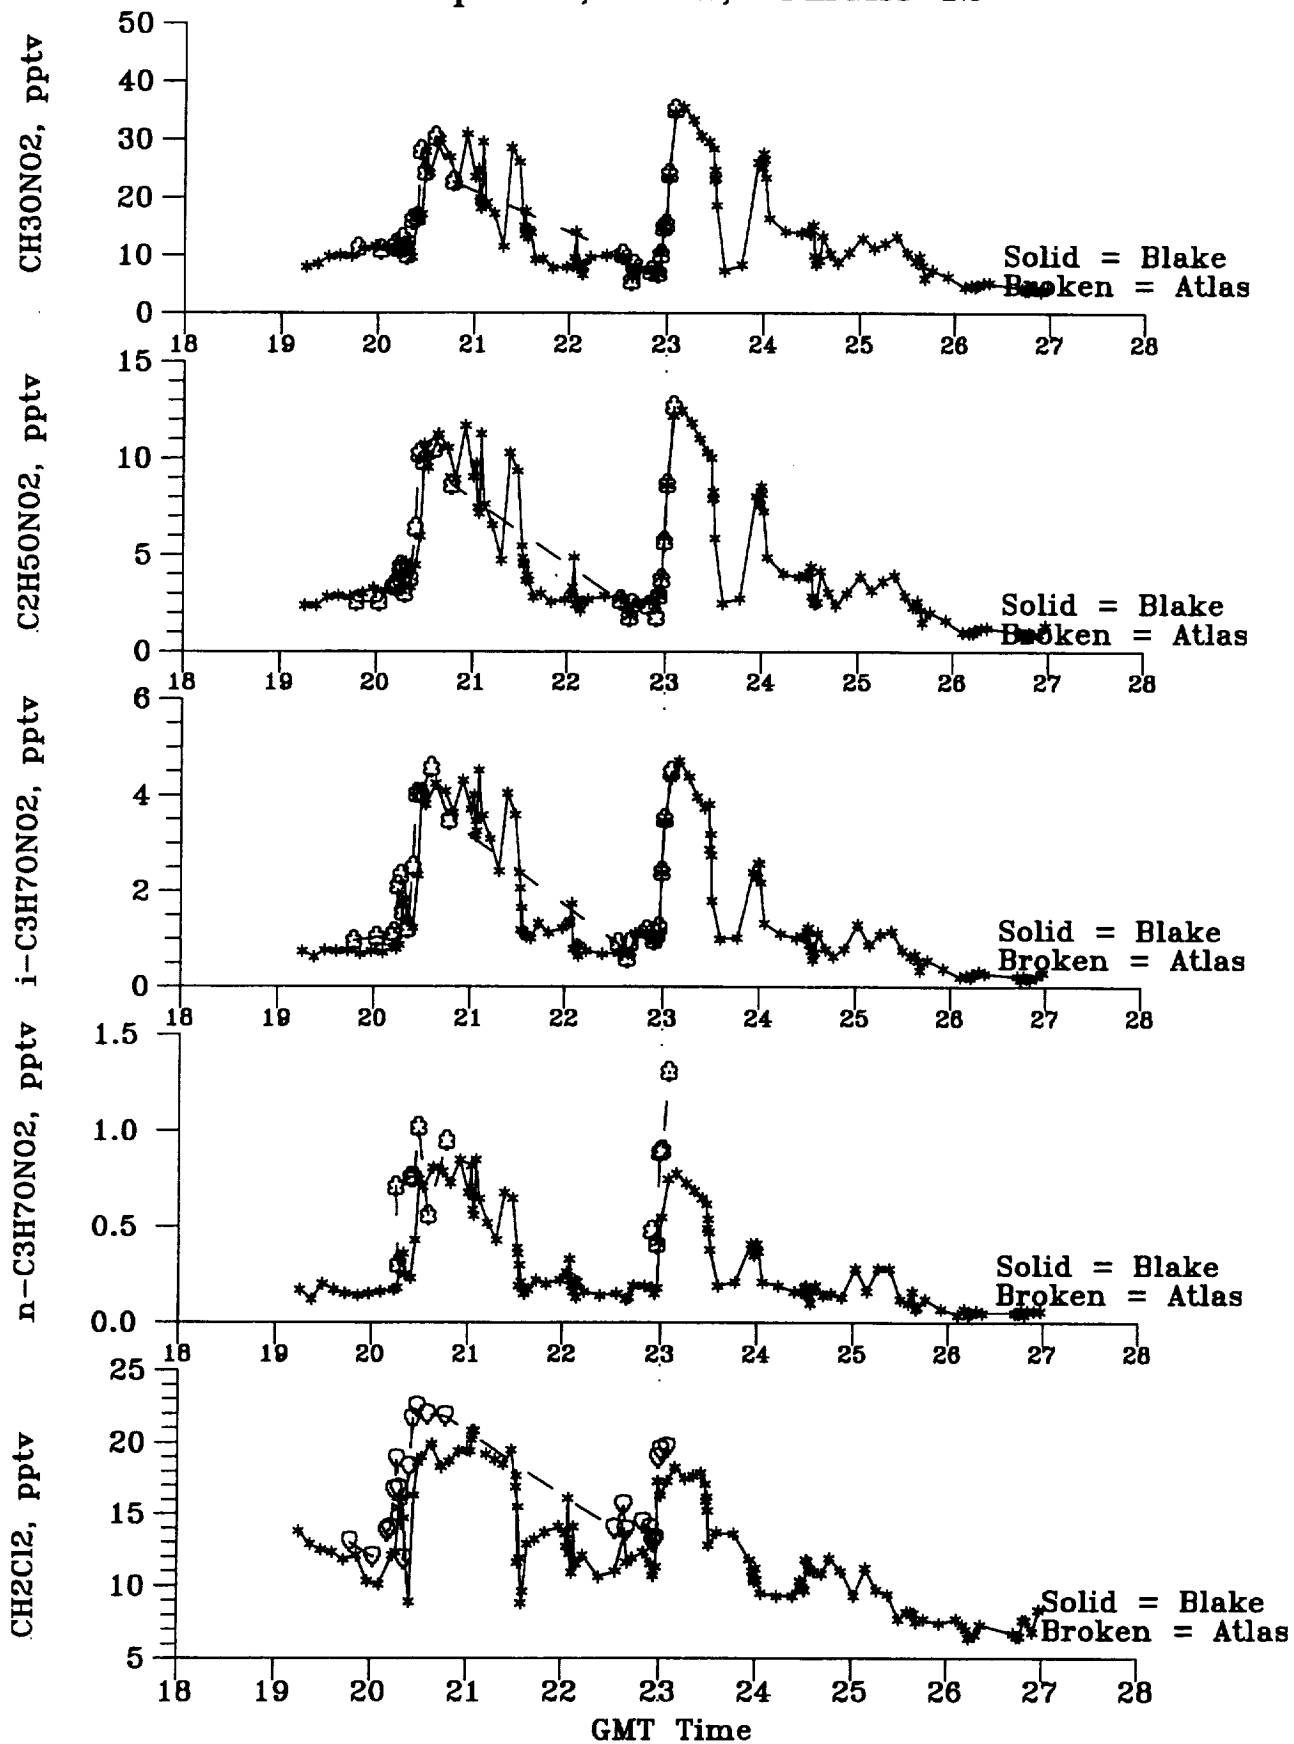 50
40
30
20
10
0
CH3ONO2, pptv
Solid = Blake
Broken = Atlas
18 19 20 21 22 23 24 25 26 27 28
15
10
5
0
C2H5ONO2, pptv
Solid = Blake
Broken = Atlas
18 19 20 21 22 23 24 25 26 27 28
6
4
2
0
i-C3H7ONO2, pptv
Solid = Blake
Broken = Atlas
18 19 20 21 22 23 24 25 26 27 28
1.5
1.0
0.5
0.0
n-C3H7ONO2, pptv
Solid = Blake
Broken = Atlas
18 19 20 21 22 23 24 25 26 27 28
25
20
15
10
5
CH2Cl2, pptv
Solid = Blake
Broken = Atlas
18 19 20 21 22 23 24 25 26 27 28
GMT Time